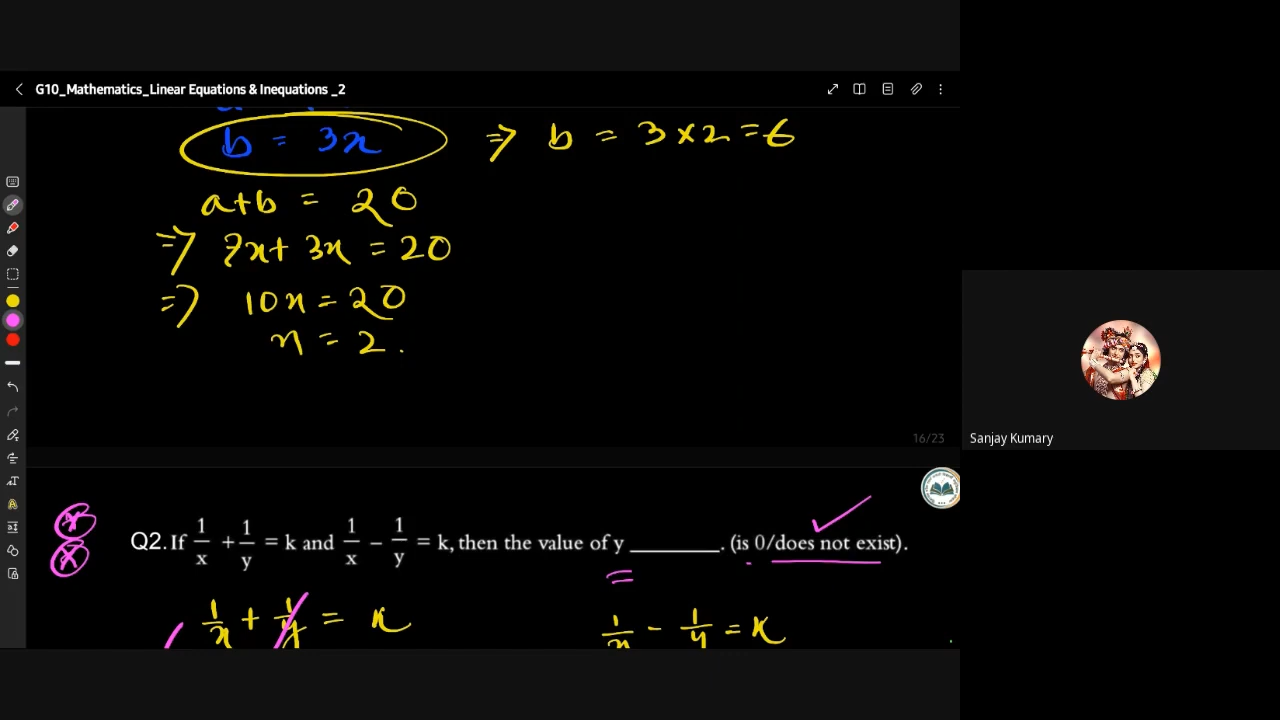 G10_Mathematics_Linear Equations & Inequations _2
b = 3x ⇒ b = 3×2=6
a+b = 20
⇒ 7x+ 3x = 20
⇒ 10x = 20
x = 2.
16/23
Sanjay Kumary
Q2. If 1/x + 1/y = k and 1/x − 1/y = k, then the value of y ________. (is 0/does not exist).
1/x + 1/y = K 1/x − 1/y = K